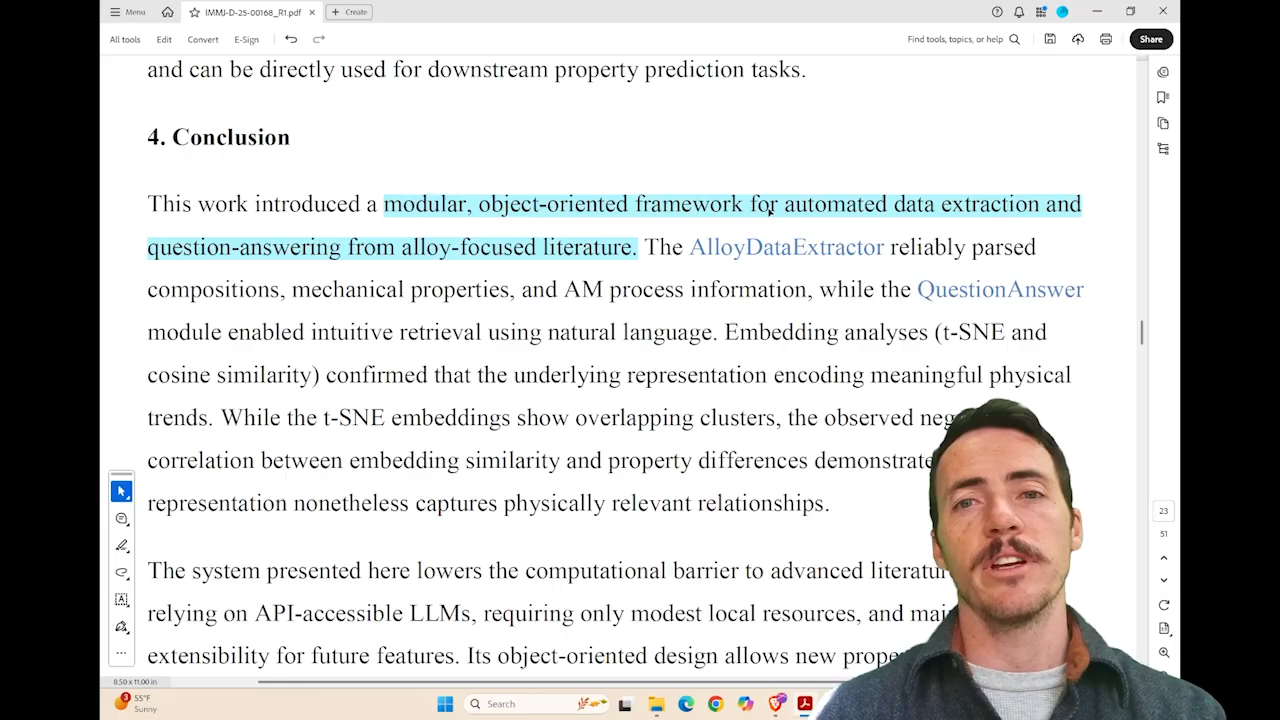 Menu
IMMJ-D-25-00168_R1.pdf
Create
All tools Edit Convert E-Sign
Find tools, topics, or help
Share
and can be directly used for downstream property prediction tasks.
4. Conclusion
This work introduced a modular, object-oriented framework for automated data extraction and
question-answering from alloy-focused literature. The AlloyDataExtractor reliably parsed
compositions, mechanical properties, and AM process information, while the QuestionAnswer
module enabled intuitive retrieval using natural language. Embedding analyses (t-SNE and
cosine similarity) confirmed that the underlying representation encoding meaningful physical
trends. While the t-SNE embeddings show overlapping clusters, the observed neg
correlation between embedding similarity and property differences demonstrate
representation nonetheless captures physically relevant relationships.
The system presented here lowers the computational barrier to advanced literatur
relying on API-accessible LLMs, requiring only modest local resources, and mai
extensibility for future features. Its object-oriented design allows new prope
23
51
8.50 x 11.00 in
3
55°F
Sunny
Search